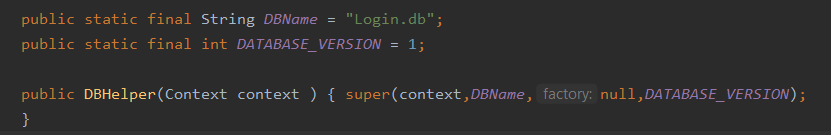 public static final String DBName = "Login.db";
public static final int DATABASE_VERSION = 1;
public DBHelper(Context context ) { super(context,DBName, factory: null,DATABASE_VERSION);
}